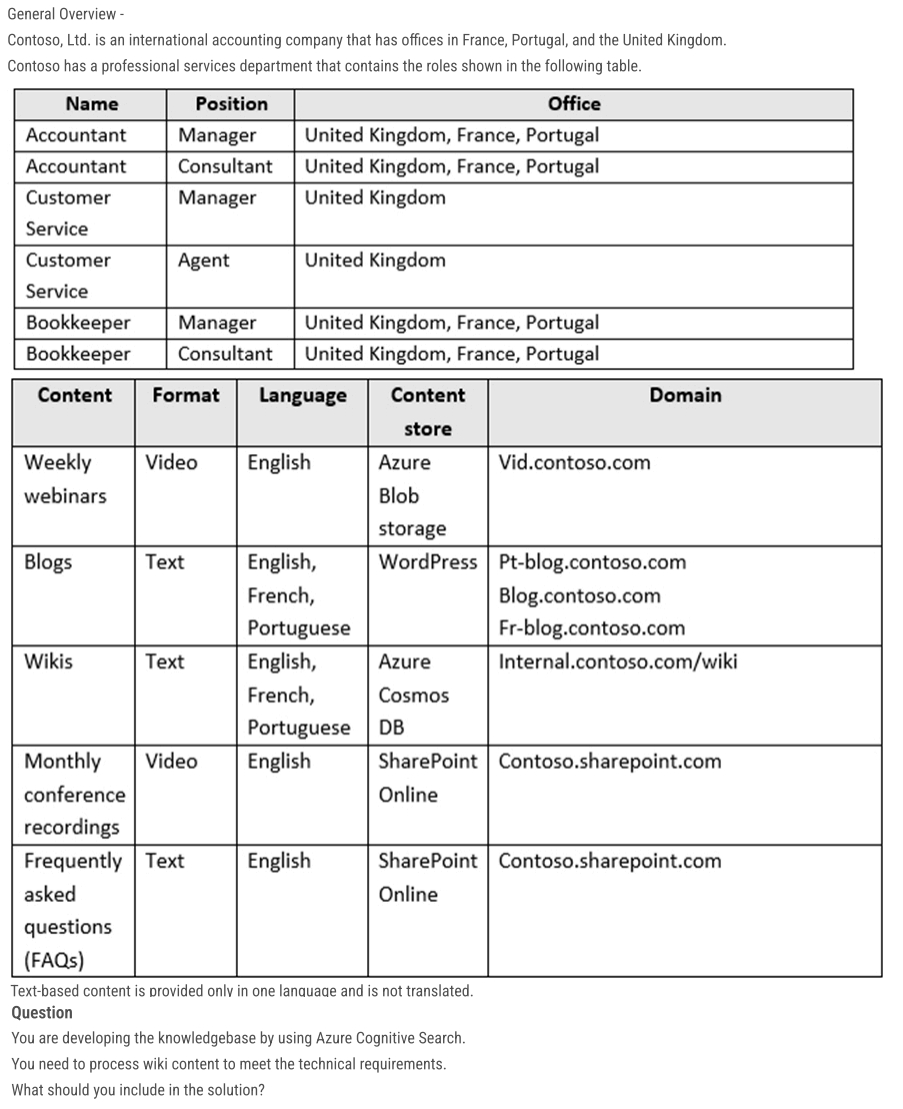 General Overview -
Contoso, Ltd. is an international accounting company that has offices in France, Portugal, and the United Kingdom.
Contoso has a professional services department that contains the roles shown in the following table.
Name Position Office
Accountant Manager United Kingdom, France, Portugal
Accountant Consultant United Kingdom, France, Portugal
Customer Manager United Kingdom
Service
Customer Agent United Kingdom
Service
Bookkeeper Manager United Kingdom, France, Portugal
Bookkeeper Consultant United Kingdom, France, Portugal
Content Format Language Content Domain
store
Weekly Video English Azure Vid.contoso.com
webinars Blob
storage
Blogs Text English, WordPress Pt-blog.contoso.com
French, Blog.contoso.com
Portuguese Fr-blog.contoso.com
Wikis Text English, Azure Internal.contoso.com/wiki
French, Cosmos
Portuguese DB
Monthly Video English SharePoint Contoso.sharepoint.com
conference Online
recordings
Frequently Text English SharePoint Contoso.sharepoint.com
asked Online
questions
(FAQs)
Text-based content is provided only in one language and is not translated.
Question
You are developing the knowledgebase by using Azure Cognitive Search.
You need to process wiki content to meet the technical requirements.
What should you include in the solution?